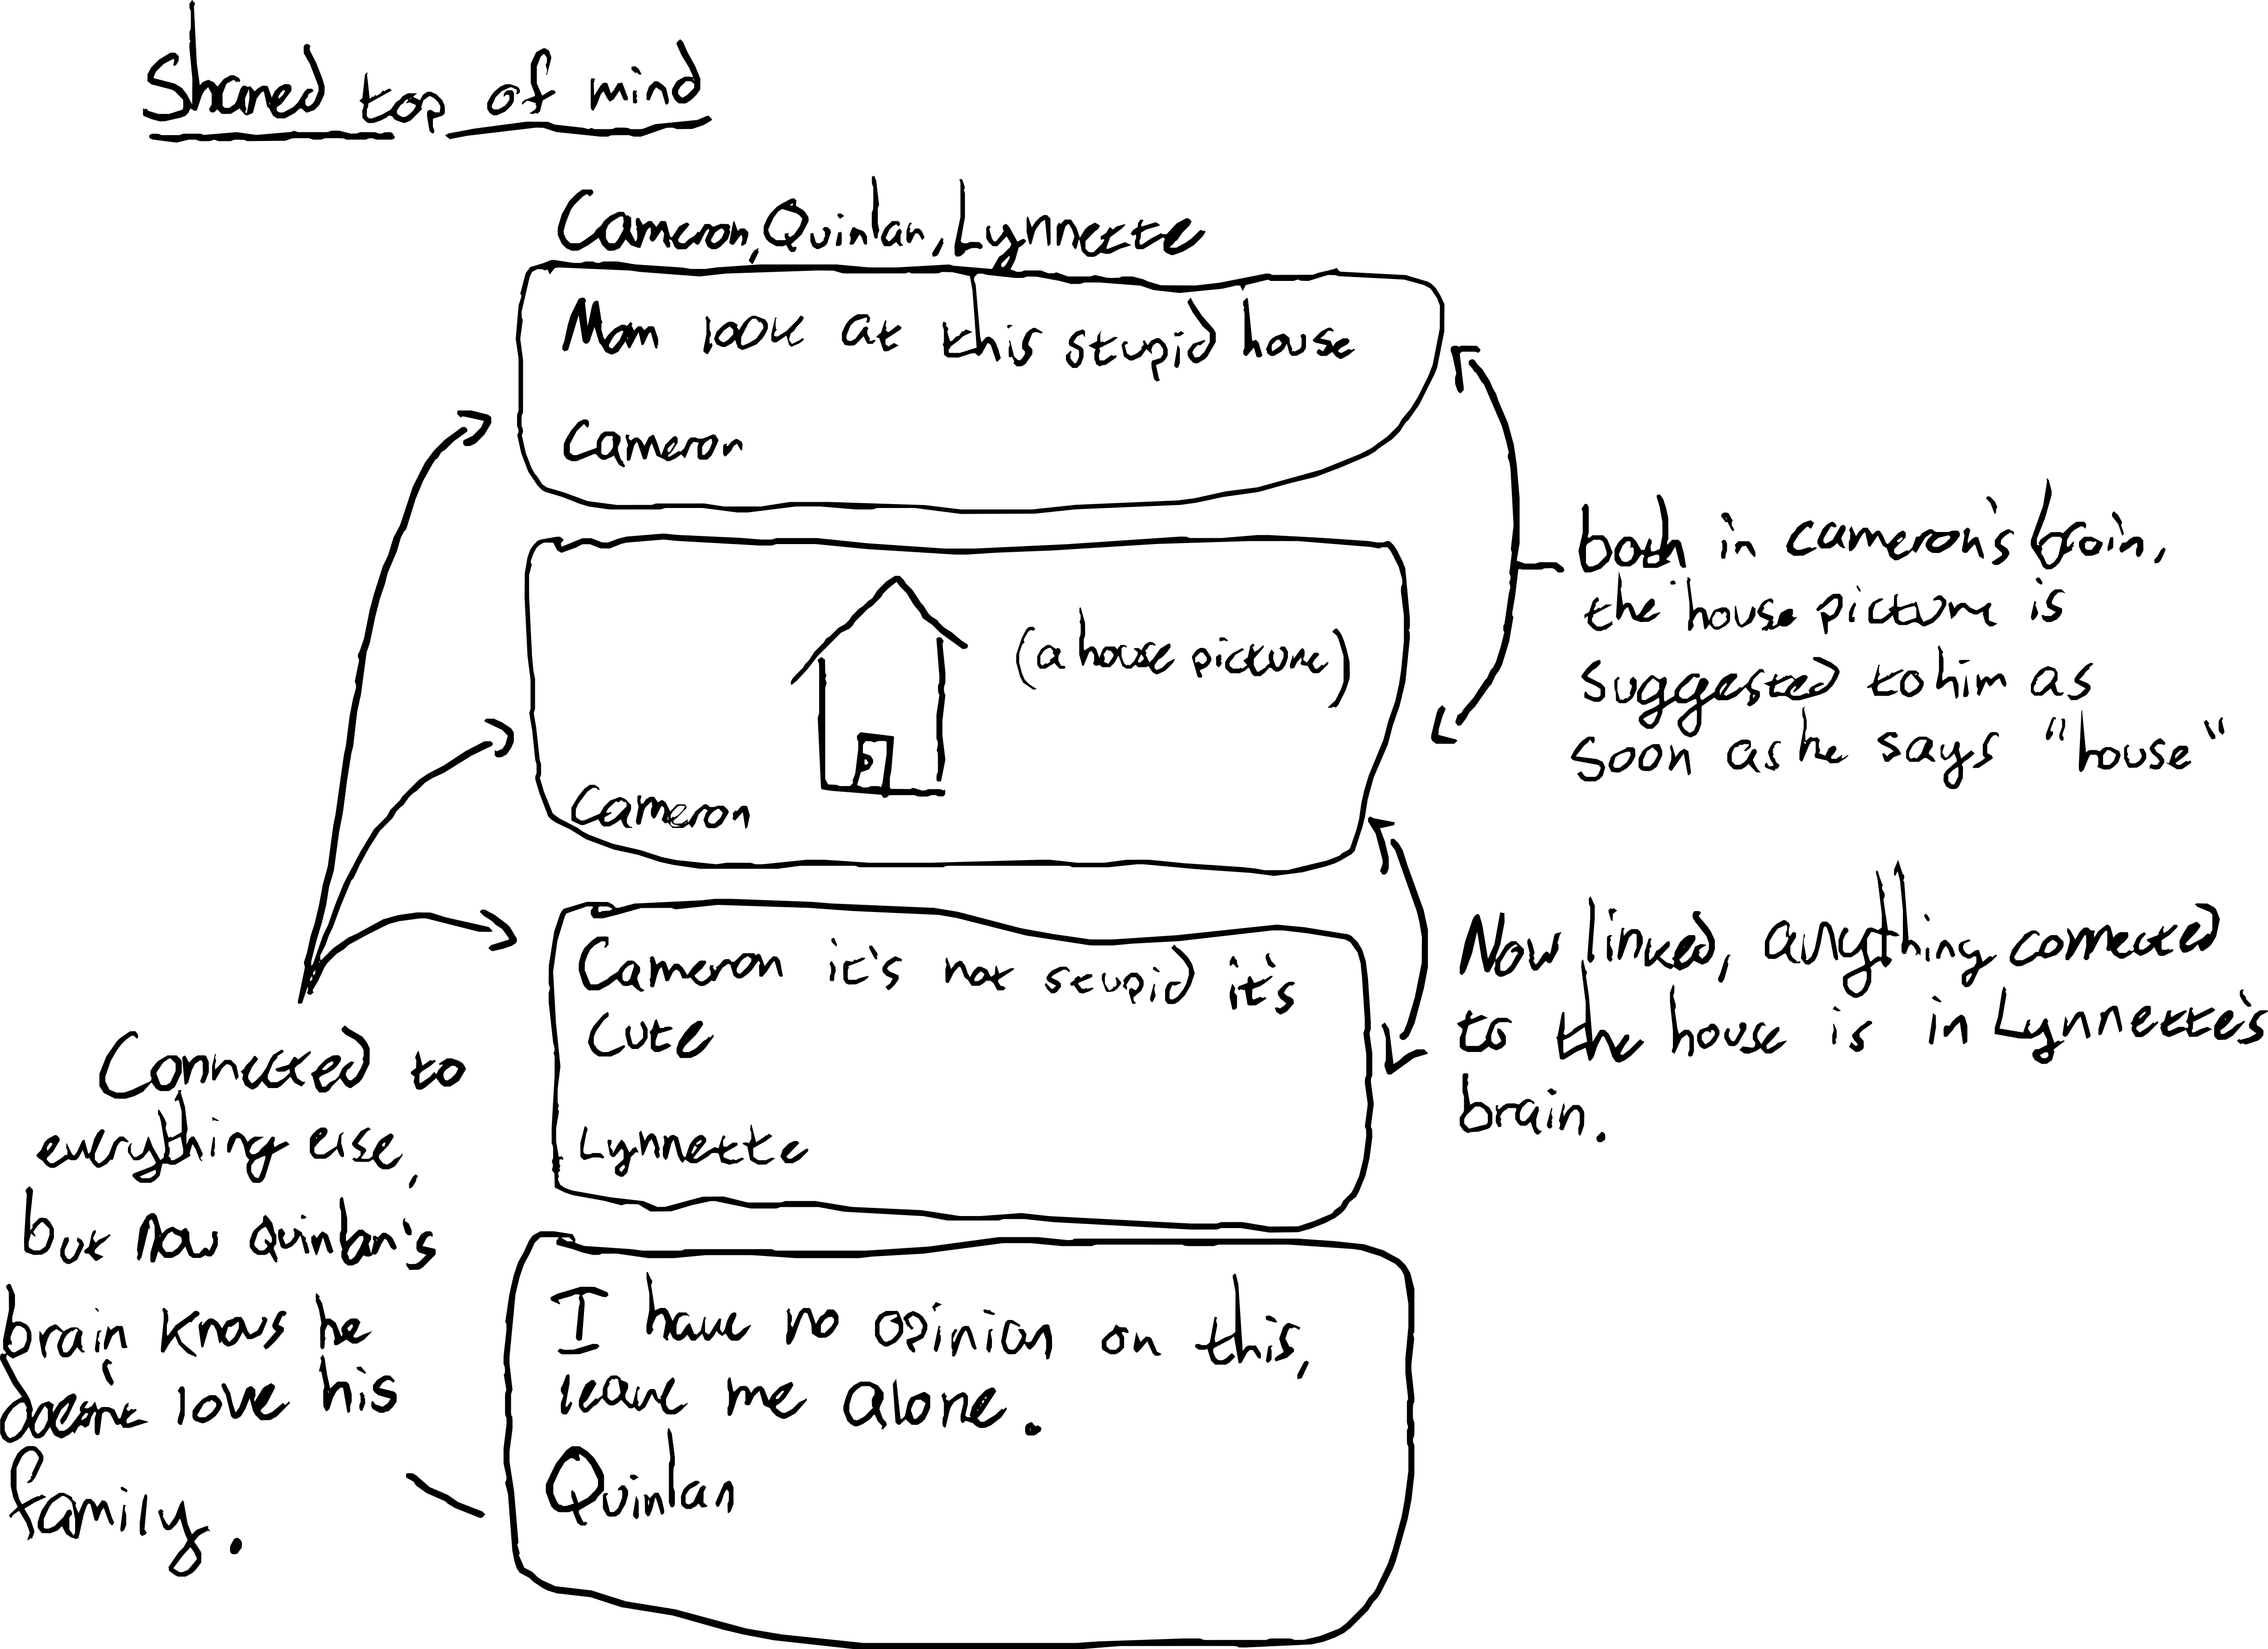 Shared top of mind
Cameron, Quinlan, Lynnette
Mom look at this stupid house
Cameron
(a house picture)
Cameron
Cameron it's not stupid it's
Cute
Lynnette
I have no opinion on this,
leave me alone.
Quinlan
both in cameron's brain,
the house picture is
suggested to him as
soon as he says "house"
Now linked, anything connected
to the house is in Lynnette's
brain.
Connected to
everything else,
but now quinlan's
brain knows he
doesn't love his
family.